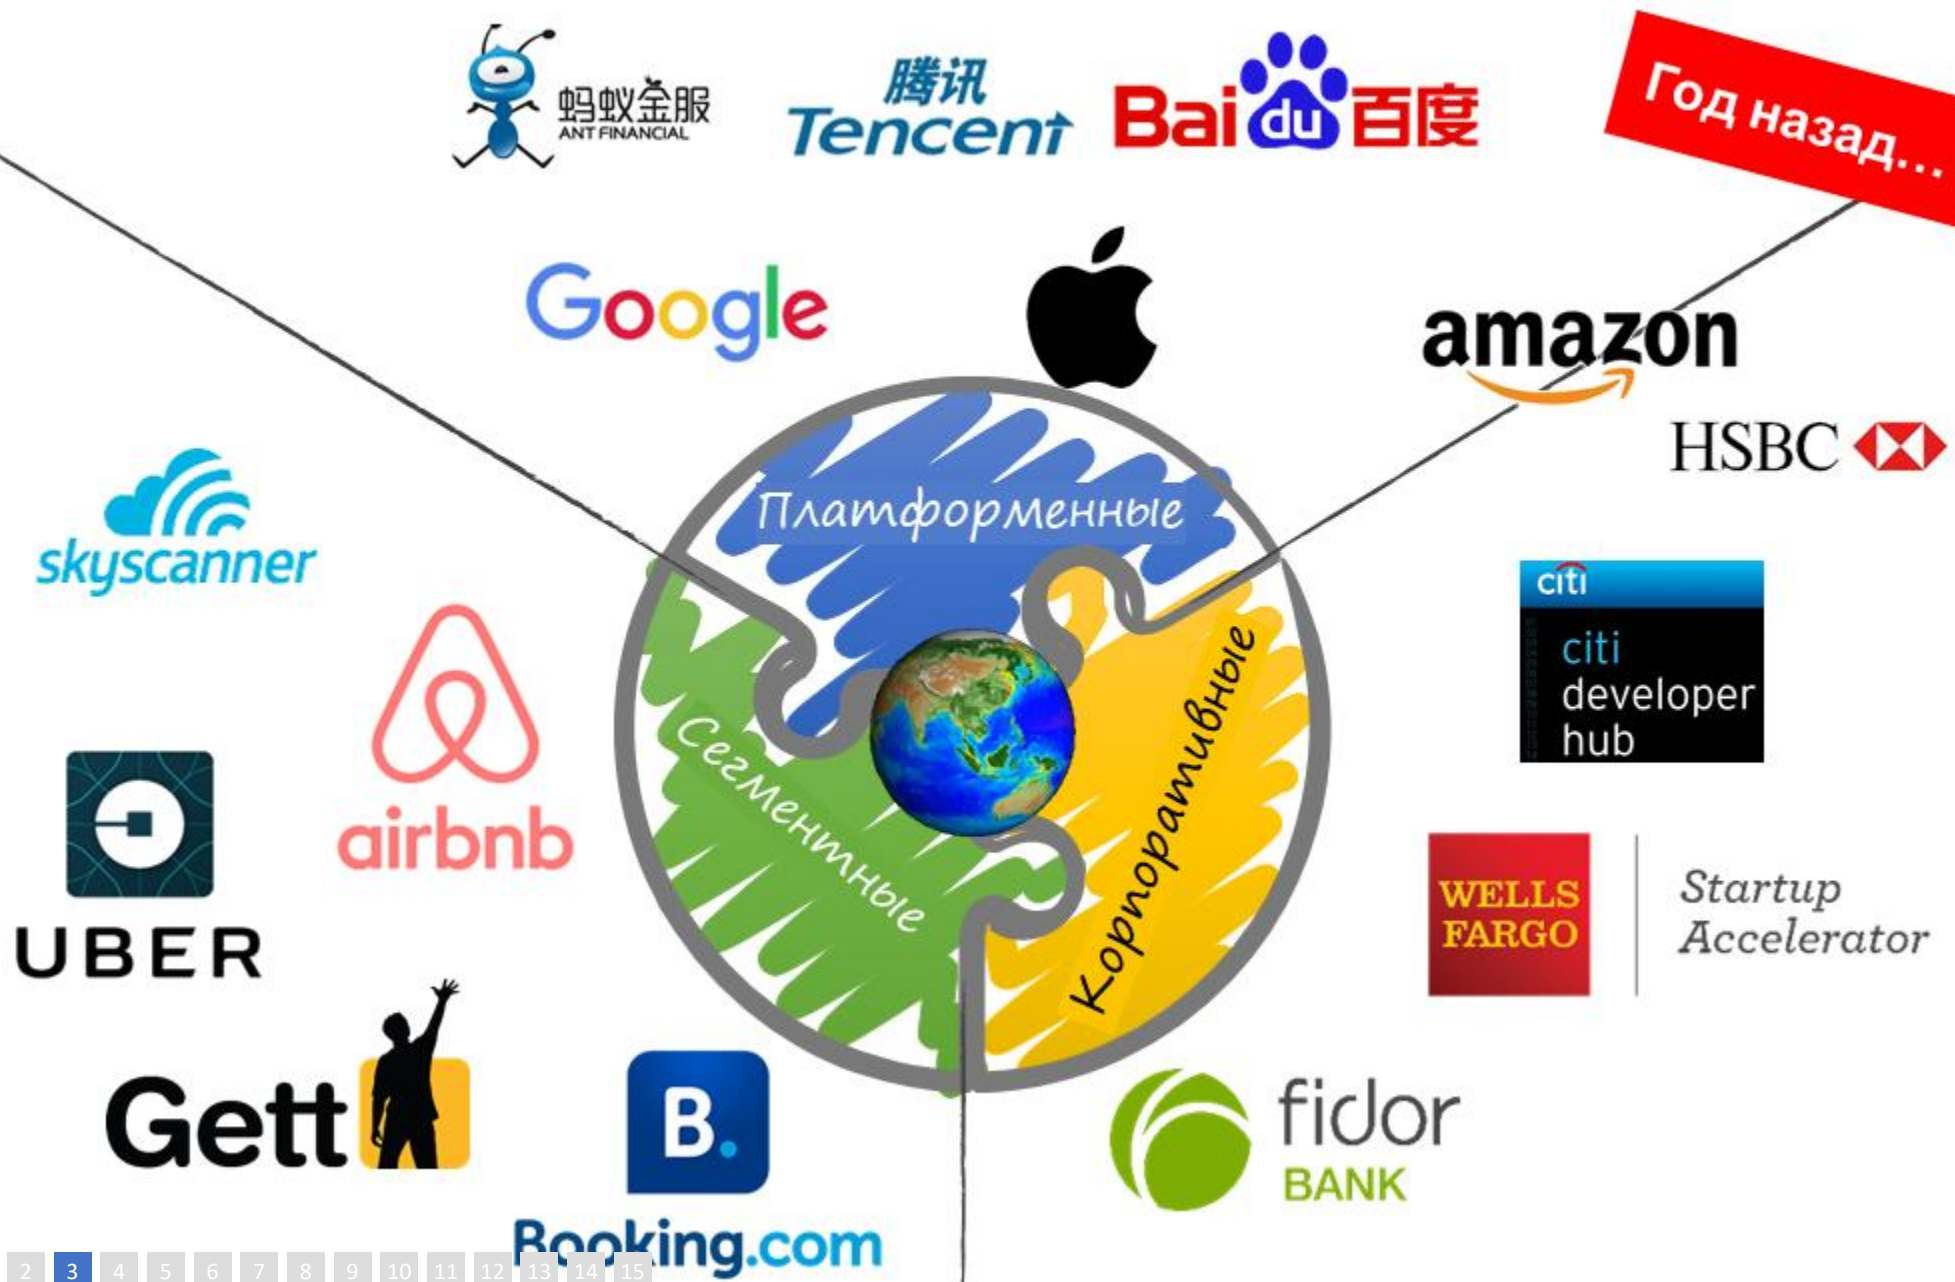 蚂蚁金服
ANT FINANCIAL
腾讯
Tencent
Bai du 百度
Год назад...
Google
amazon
HSBC
skyscanner
Платформенные
citi
citi
developer
hub
airbnb
Сегментные
Корпоративные
UBER
WELLS
FARGO
Startup
Accelerator
Gett
B.
Booking.com
fidor
BANK
2 3 4 5 6 7 8 9 10 11 12 13 14 15